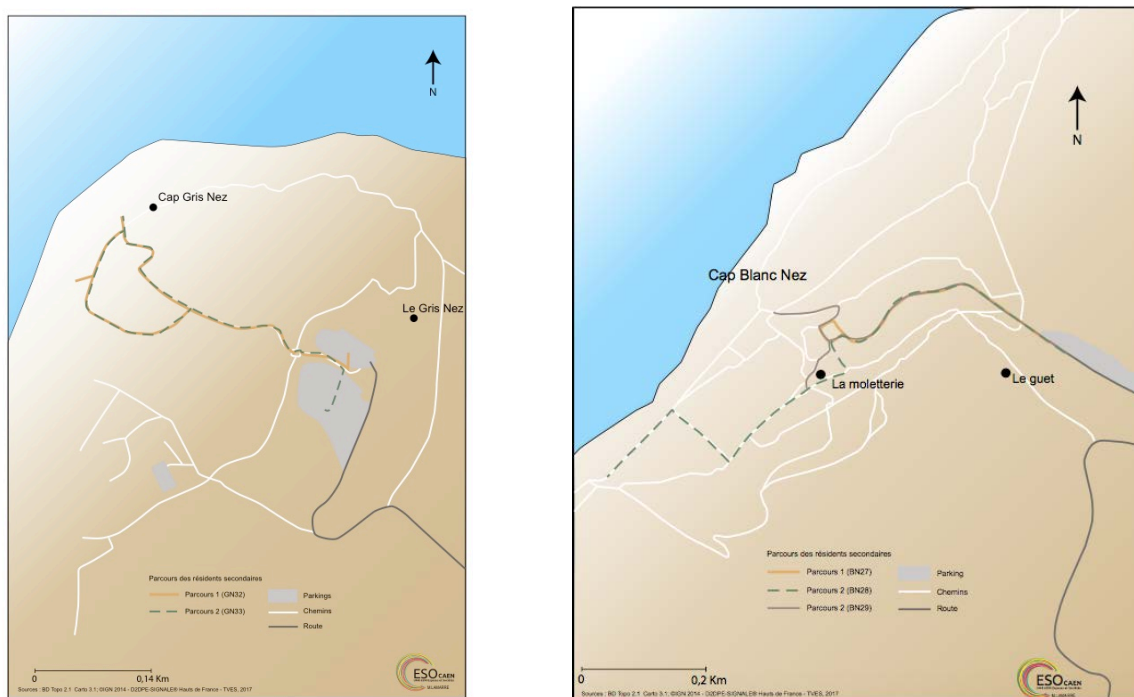 N
Cap Gris Nez
Le Gris Nez
Parcours des résidents secondaires
Parcours 1 (GN32)
Parkings
Parcours 2 (GN33)
Chemins
Route
0
0,14 Km
ESO CAEN
Sources : BD Topo 2.1 Carto 3.1; ©IGN 2014 - D2DPE-SIGNALE® Hauts de France - TVES, 2017
N
Cap Blanc Nez
La moletterie
Le guet
Parcours des résidents secondaires
Parcours 1 (BN27)
Parking
Parcours 2 (BN28)
Chemins
Parcours 2 (BN29)
Route
0
0,2 Km
ESO CAEN
Sources : BD Topo 2.1 Carto 3.1; ©IGN 2014 - D2DPE-SIGNALE® Hauts de France - TVES, 2017